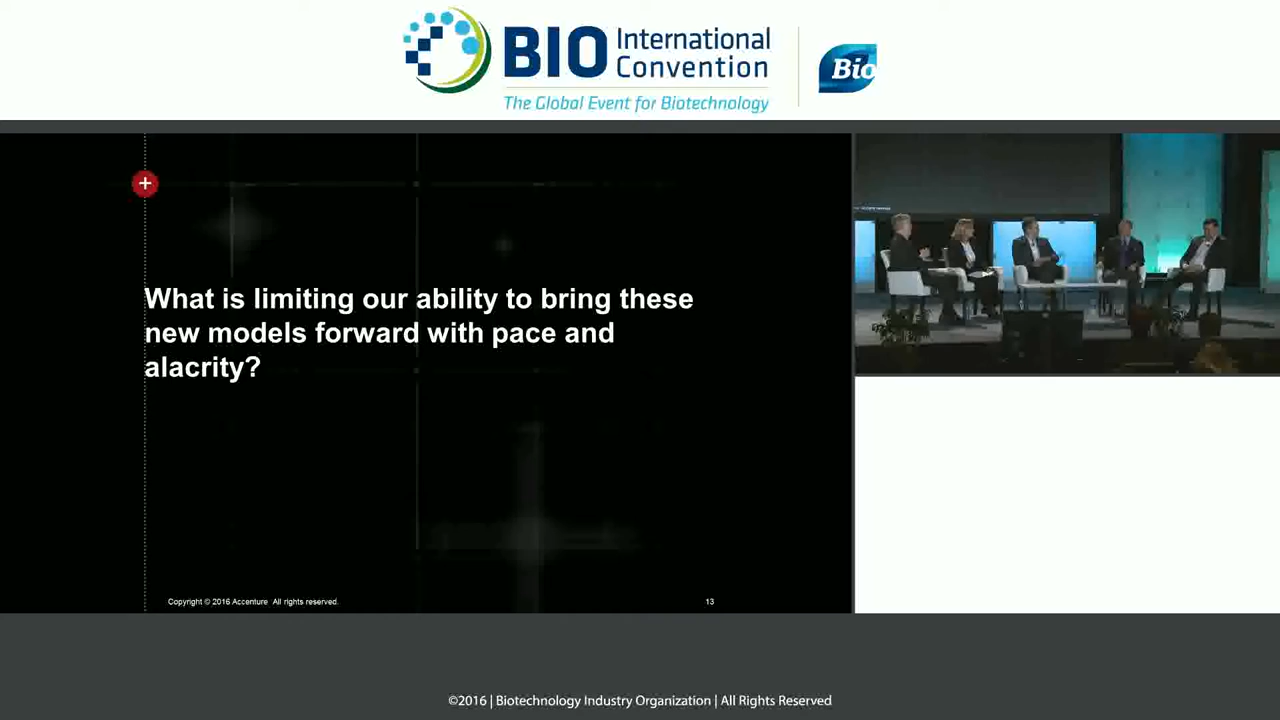 BIO International
Convention
The Global Event for Biotechnology
Bio
What is limiting our ability to bring these
new models forward with pace and
alacrity?
Copyright © 2016 Accenture All rights reserved.
13
©2016 | Biotechnology Industry Organization | All Rights Reserved